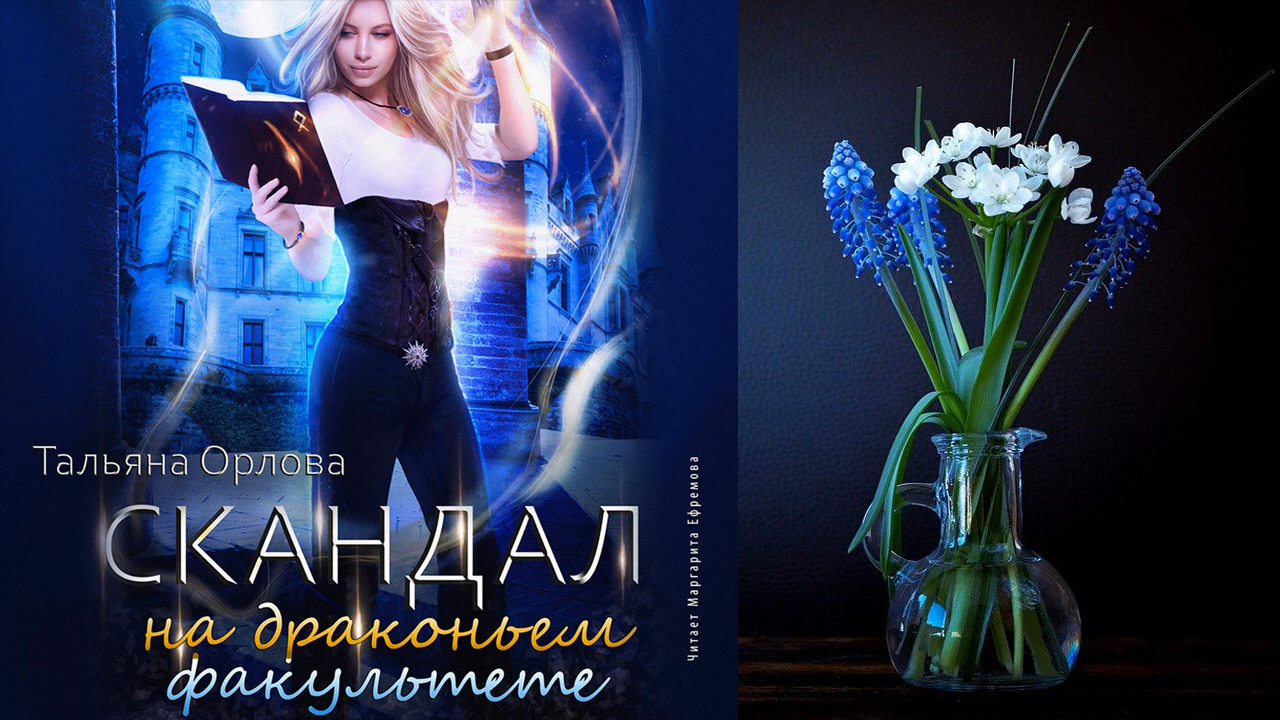 Тальяна Орлова
СКАНДАЛ
на драконьем
факультете
Читает Маргарита Ефремова